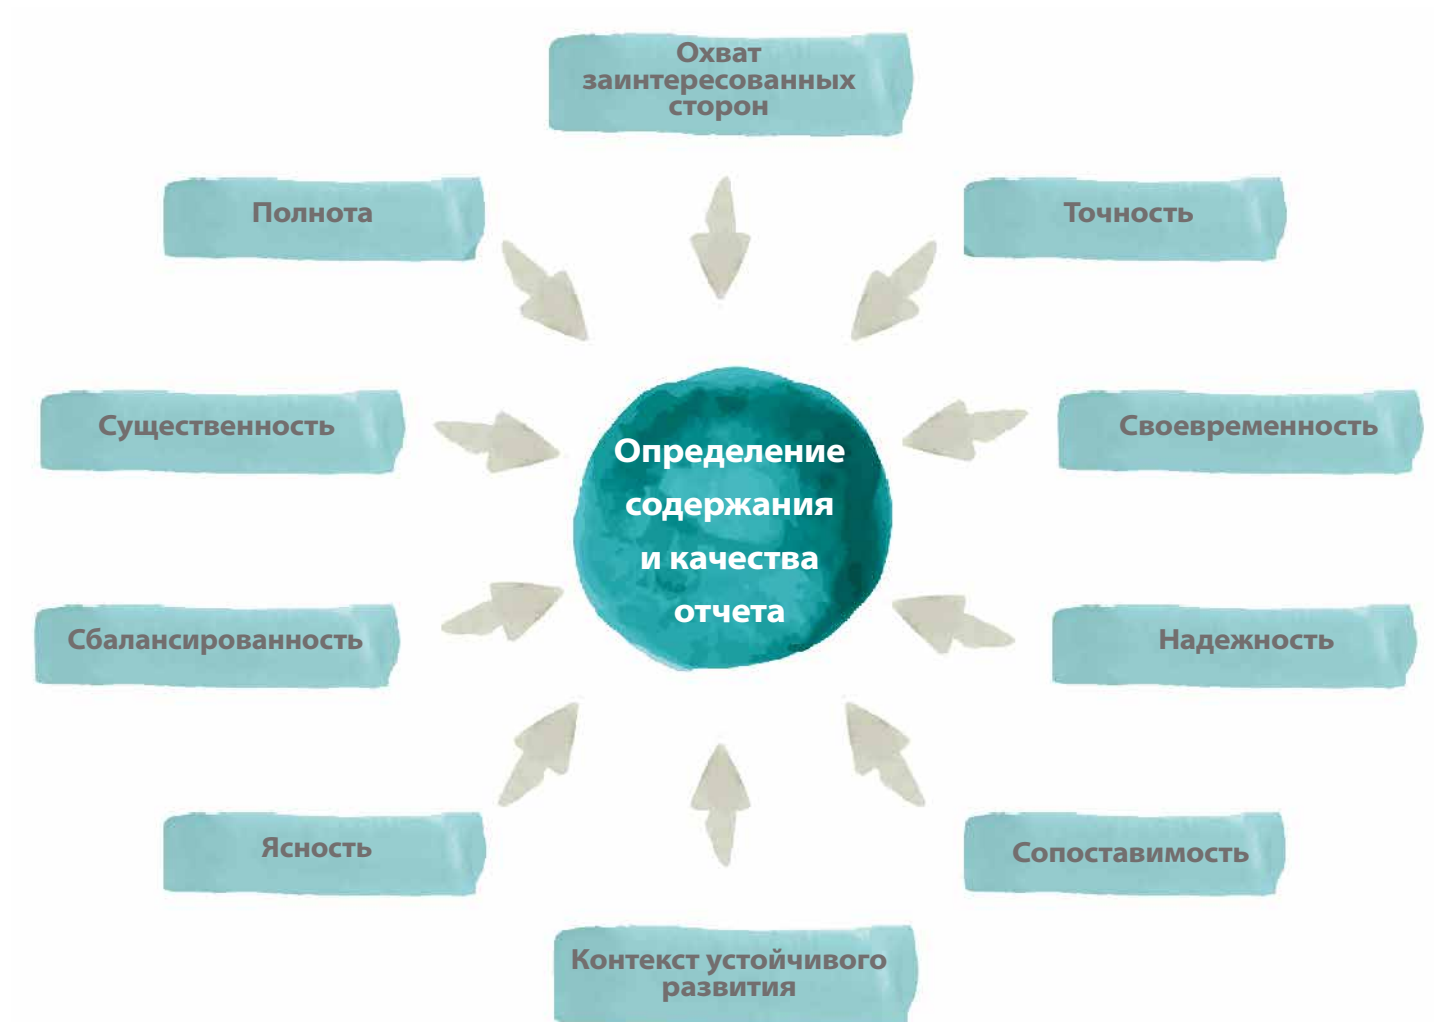 Охват
заинтересованных
сторон
Полнота
Точность
Существенность
Своевременность
Определение
содержания
и качества
отчета
Сбалансированность
Надежность
Ясность
Сопоставимость
Контекст устойчивого
развития